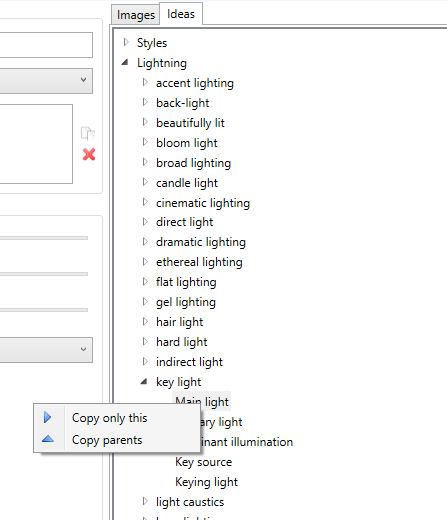 Images
Ideas
Styles
Lightning
accent lighting
back-light
beautifully lit
bloom light
broad lighting
candle light
cinematic lighting
direct light
dramatic lighting
ethereal lighting
flat lighting
gel lighting
hair light
hard light
indirect light
key light
Main light
ary light
inant illumination
Key source
Keying light
light caustics
Copy only this
Copy parents